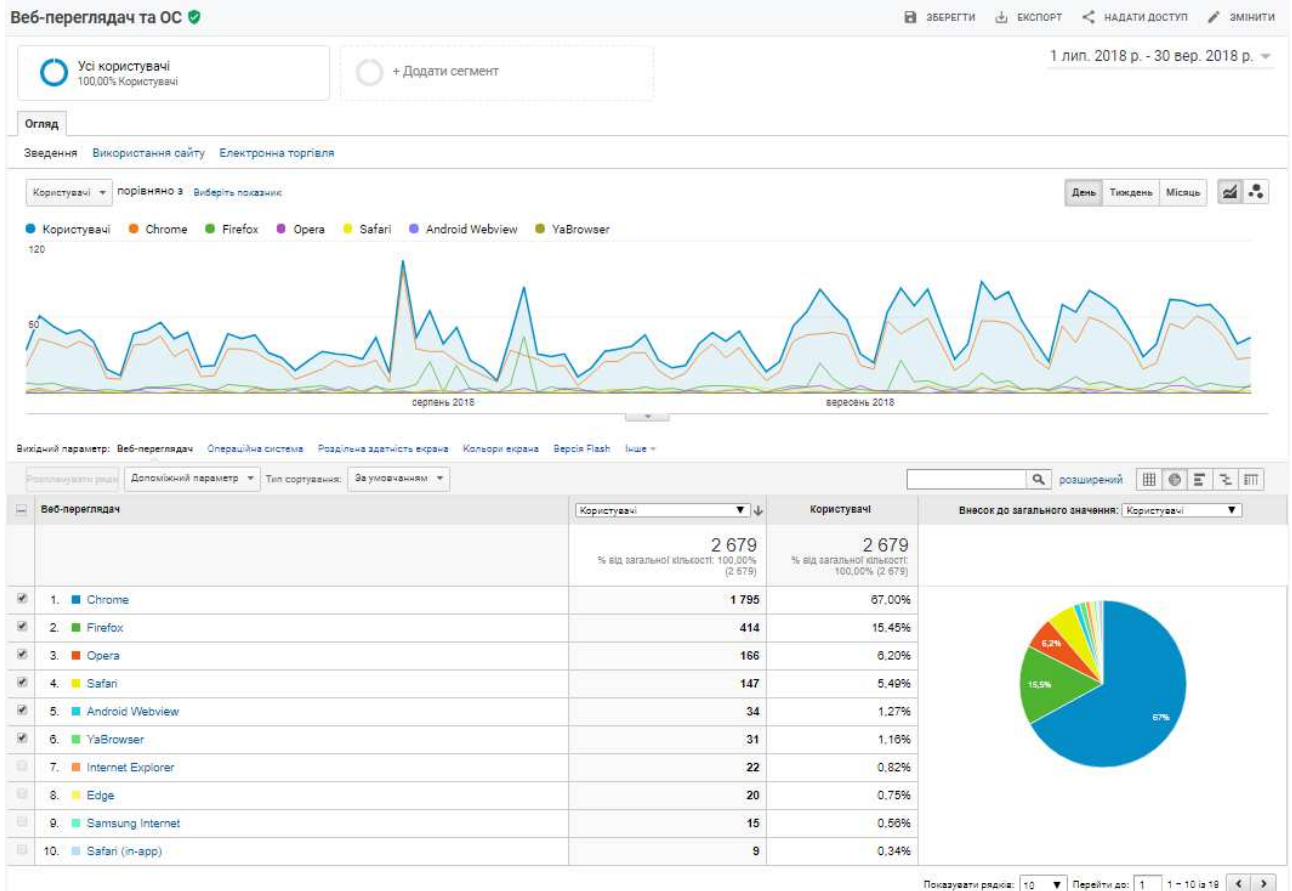 Веб-переглядач та ОС
ЗБЕРЕГТИ ЕКСПОРТ НАДАТИ ДОСТУП ЗМІНИТИ
Усі користувачі
100,00% Користувачі
+ Додати сегмент
1 лип. 2018 р. - 30 вер. 2018 р.
Огляд
Зведення Використання сайту Електронна торгівля
Користувачі порівняно з Виберіть показник
День Тиждень Місяць
Користувачі Chrome Firefox Opera Safari Android Webview YaBrowser
120
60
серпень 2018 вересень 2018
Вихідний параметр: Веб-переглядач Операційна система Роздільна здатність екрана Кольори екрана Версія Flash Інше
Розпланувати рядки Допоміжний параметр Тип сортування: За умовчанням розширений
Веб-переглядач Користувачі Користувачі Внесок до загального значення: Користувачі
2 679 2 679
% від загальної кількості: 100,00% (2 679) % від загальної кількості: 100,00% (2 679)
1. Chrome 1 795 67,00%
2. Firefox 414 15,45%
3. Opera 166 6,20%
4. Safari 147 5,49%
5. Android Webview 34 1,27%
6. YaBrowser 31 1,16%
7. Internet Explorer 22 0,82%
8. Edge 20 0,75%
9. Samsung Internet 15 0,56%
10. Safari (in-app) 9 0,34%
6,2%
15,5%
67%
Показувати рядків: 10 Перейти до: 1 1 – 10 із 19